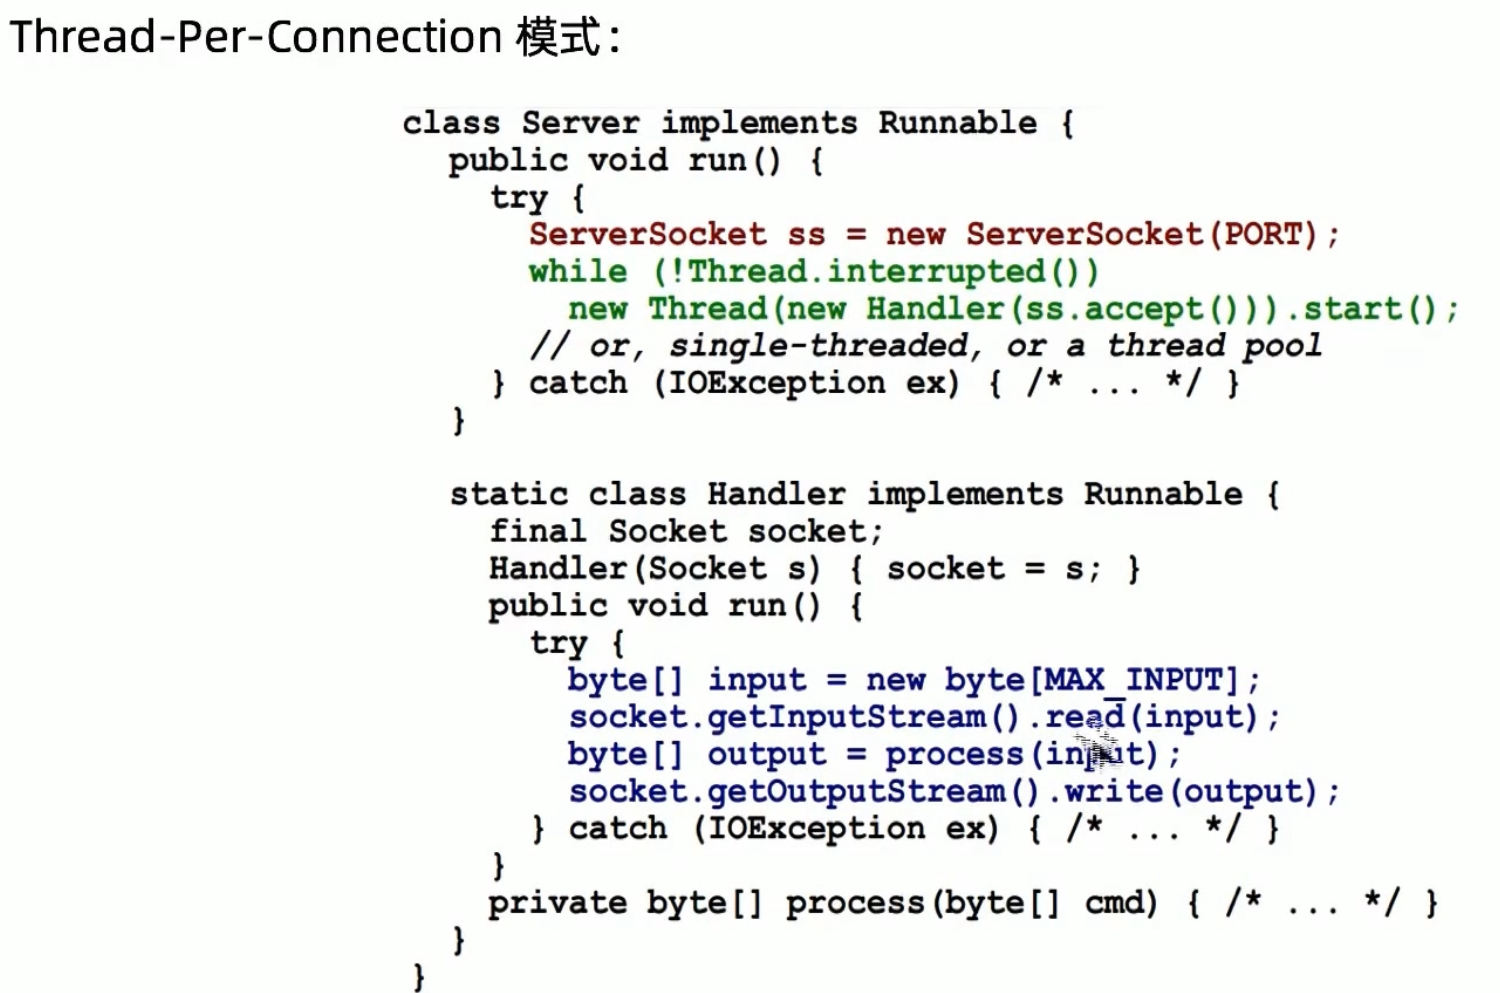 Thread-Per-Connection 模式：
class Server implements Runnable {
public void run() {
try {
ServerSocket ss = new ServerSocket(PORT);
while (!Thread.interrupted())
new Thread(new Handler(ss.accept())).start();
// or, single-threaded, or a thread pool
} catch (IOException ex) { /* ... */ }
}
static class Handler implements Runnable {
final Socket socket;
Handler(Socket s) { socket = s; }
public void run() {
try {
byte[] input = new byte[MAX_INPUT];
socket.getInputStream().read(input);
byte[] output = process(input);
socket.getOutputStream().write(output);
} catch (IOException ex) { /* ... */ }
}
private byte[] process(byte[] cmd) { /* ... */ }
}
}